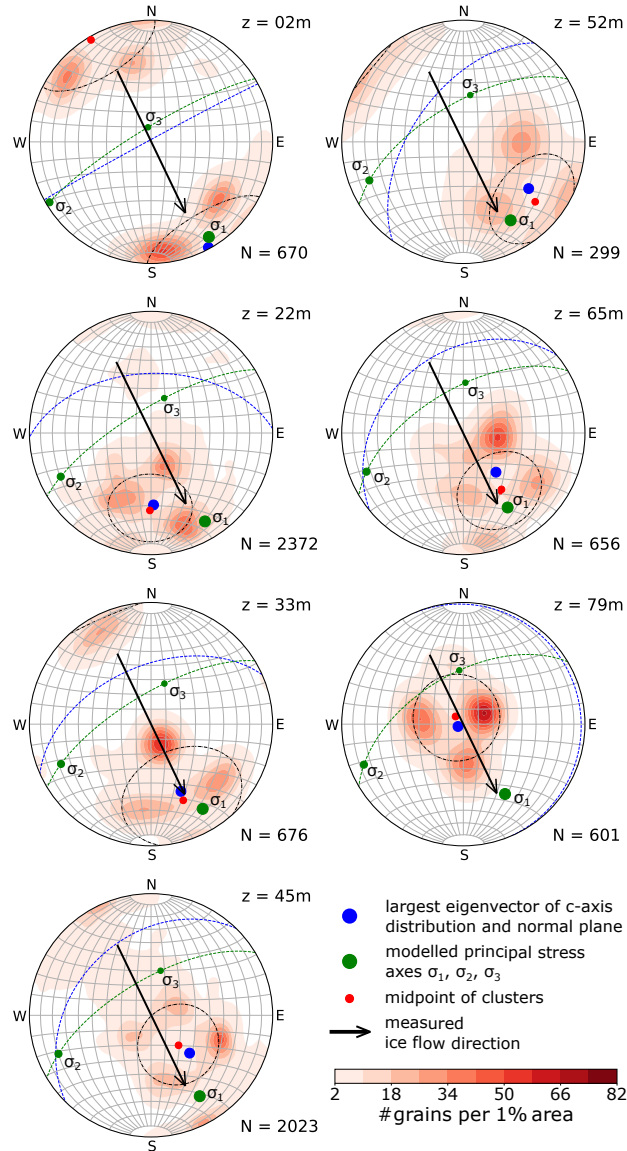 N
z = 02m
σ₃
W
E
σ₂
σ₁
S
N = 670
N
z = 52m
σ₃
W
E
σ₂
σ₁
S
N = 299
N
z = 22m
σ₃
W
E
σ₂
σ₁
S
N = 2372
N
z = 65m
σ₃
W
E
σ₂
σ₁
S
N = 656
N
z = 33m
σ₃
W
E
σ₂
σ₁
S
N = 676
N
z = 79m
σ₃
W
E
σ₂
σ₁
S
N = 601
N
z = 45m
σ₃
W
E
σ₂
σ₁
S
N = 2023
largest eigenvector of c-axis
distribution and normal plane
modelled principal stress
axes σ₁, σ₂, σ₃
midpoint of clusters
measured
ice flow direction
2 18 34 50 66 82
#grains per 1% area